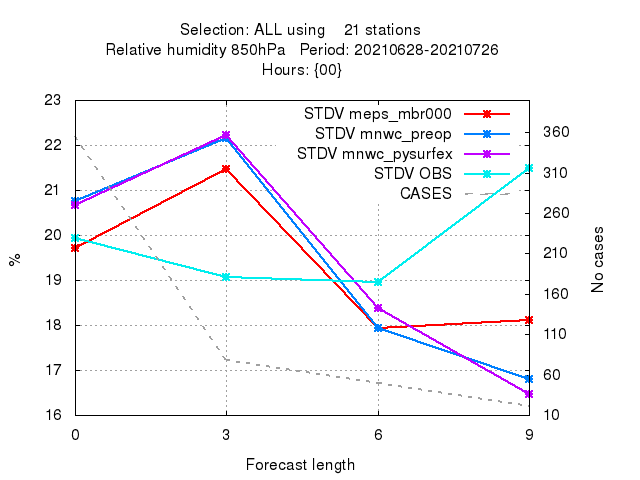 Selection: ALL using    21 stations
Relative humidity 850hPa   Period: 20210628-20210726
Hours: {00}
STDV meps_mbr000
STDV mnwc_preop
STDV mnwc_pysurfex
STDV OBS
CASES
23
22
21
20
19
18
17
16
%
360
310
260
210
160
110
60
10
No cases
0 3 6 9
Forecast length